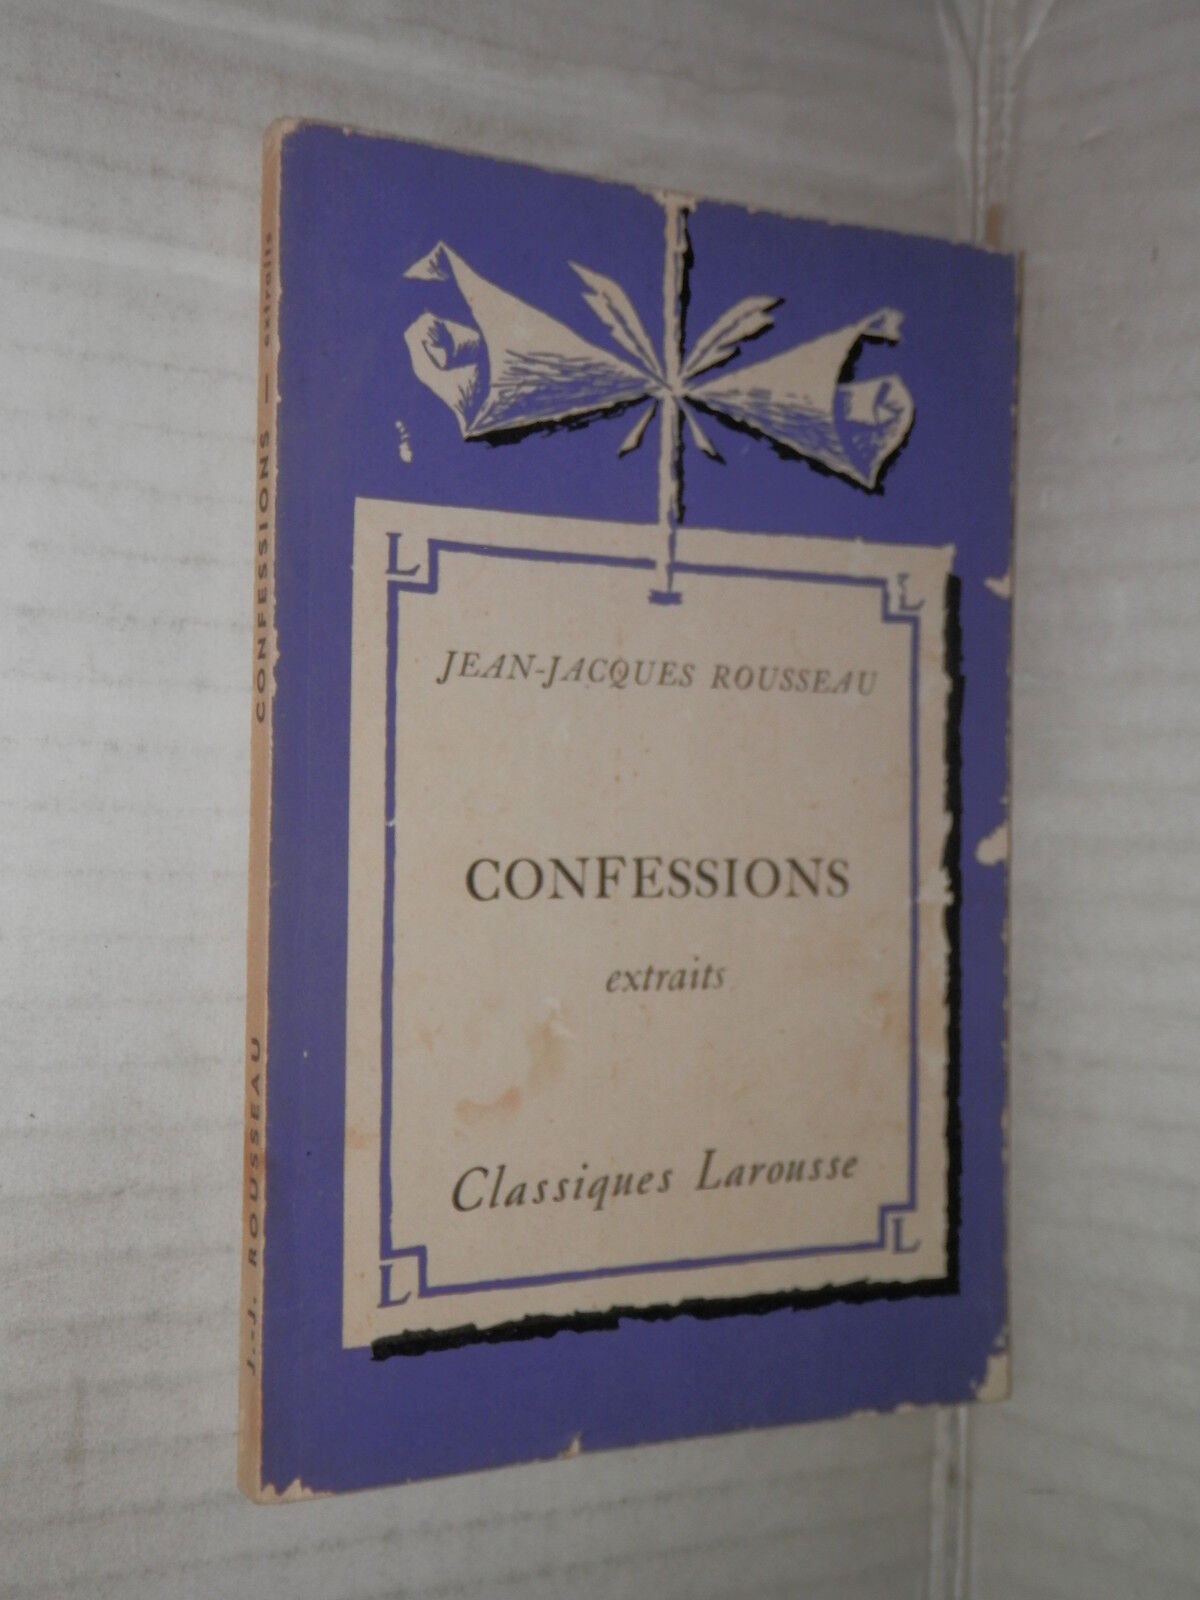 J.-J. ROUSSEAU CONFESSIONS — extraits
L L
JEAN-JACQUES ROUSSEAU
CONFESSIONS
extraits
Classiques Larousse
L L